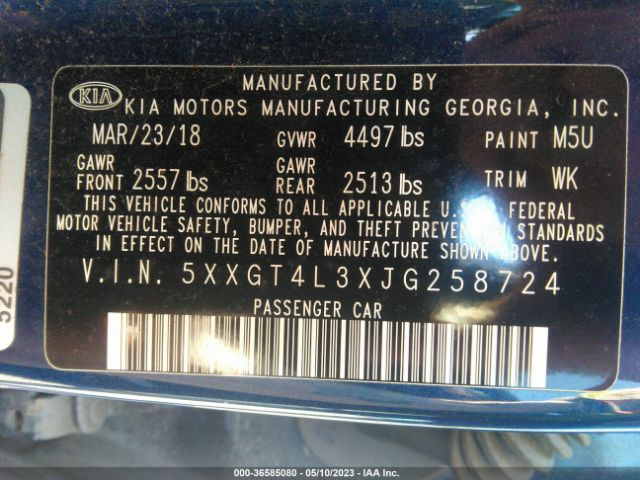 MANUFACTURED BY
KIA KIA MOTORS MANUFACTURING GEORGIA, INC.
MAR/23/18 GVWR 4497 lbs PAINT M5U
GAWR FRONT 2557 lbs GAWR REAR 2513 lbs TRIM WK
THIS VEHICLE CONFORMS TO ALL APPLICABLE U.S. FEDERAL
MOTOR VEHICLE SAFETY, BUMPER, AND THEFT PREVENTION STANDARDS
IN EFFECT ON THE DATE OF MANUFACTURE SHOWN ABOVE.
V.I.N. 5XXGT4L3XJG258724
PASSENGER CAR
5220
000-36585080 - 05/10/2023 - IAA Inc.